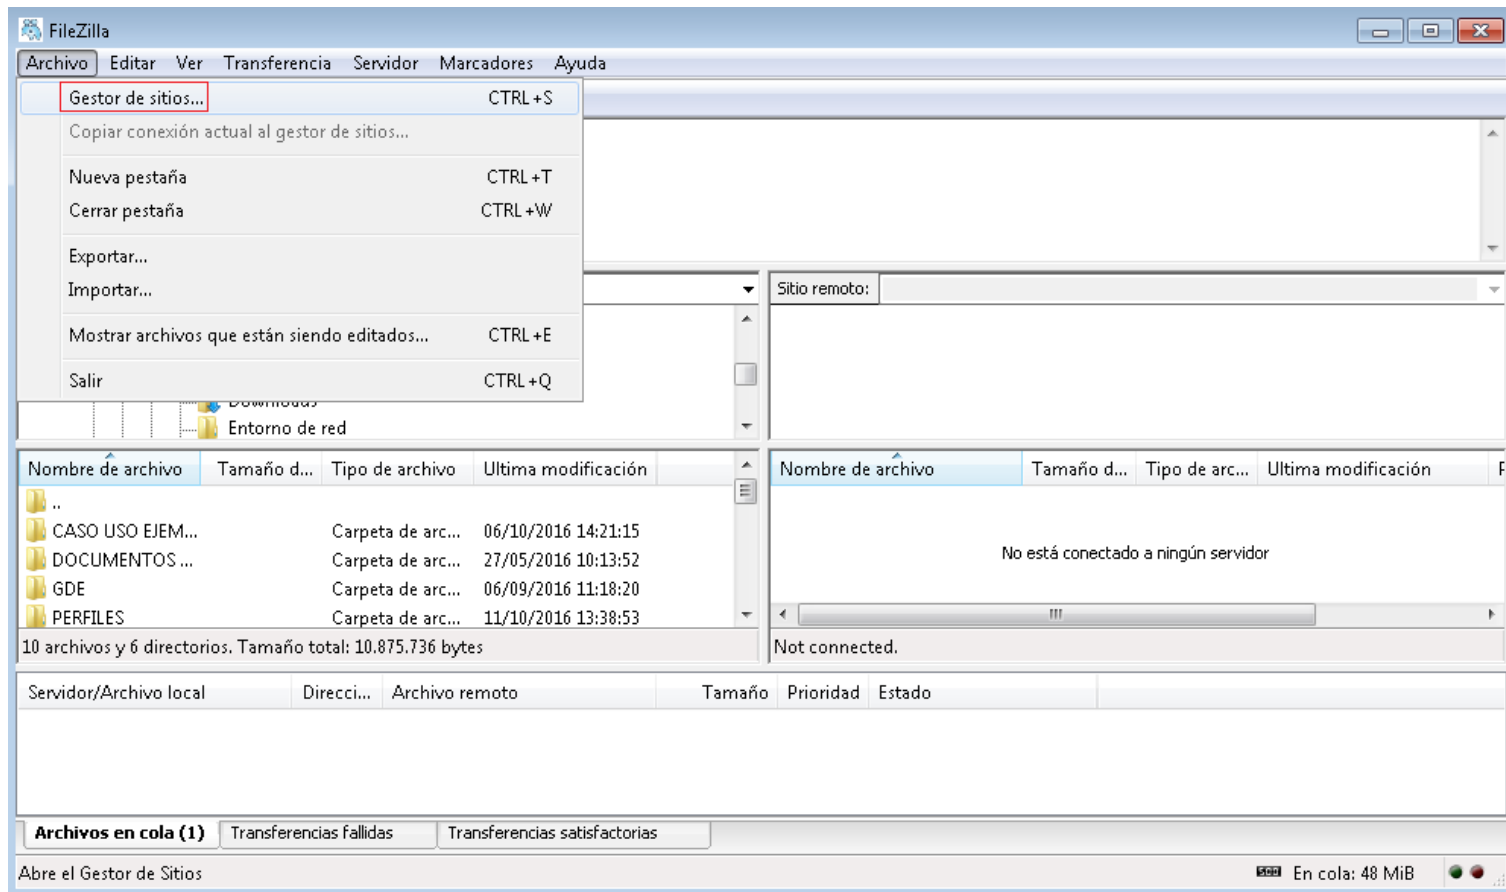 FileZilla
Archivo Editar Ver Transferencia Servidor Marcadores Ayuda
Gestor de sitios... CTRL+S
Copiar conexión actual al gestor de sitios...
Nueva pestaña CTRL+T
Cerrar pestaña CTRL+W
Exportar...
Importar...
Sitio remoto:
Mostrar archivos que están siendo editados... CTRL+E
Salir CTRL+Q
Downloads
Entorno de red
Nombre de archivo Tamaño d... Tipo de archivo Ultima modificación
..
CASO USO EJEM... Carpeta de arc... 06/10/2016 14:21:15
DOCUMENTOS ... Carpeta de arc... 27/05/2016 10:13:52
GDE Carpeta de arc... 06/09/2016 11:18:20
PERFILES Carpeta de arc... 11/10/2016 13:38:53
10 archivos y 6 directorios. Tamaño total: 10.875.736 bytes
Nombre de archivo Tamaño d... Tipo de arc... Ultima modificación
No está conectado a ningún servidor
Not connected.
Servidor/Archivo local Direcci... Archivo remoto Tamaño Prioridad Estado
Archivos en cola (1) Transferencias fallidas Transferencias satisfactorias
Abre el Gestor de Sitios En cola: 48 MiB